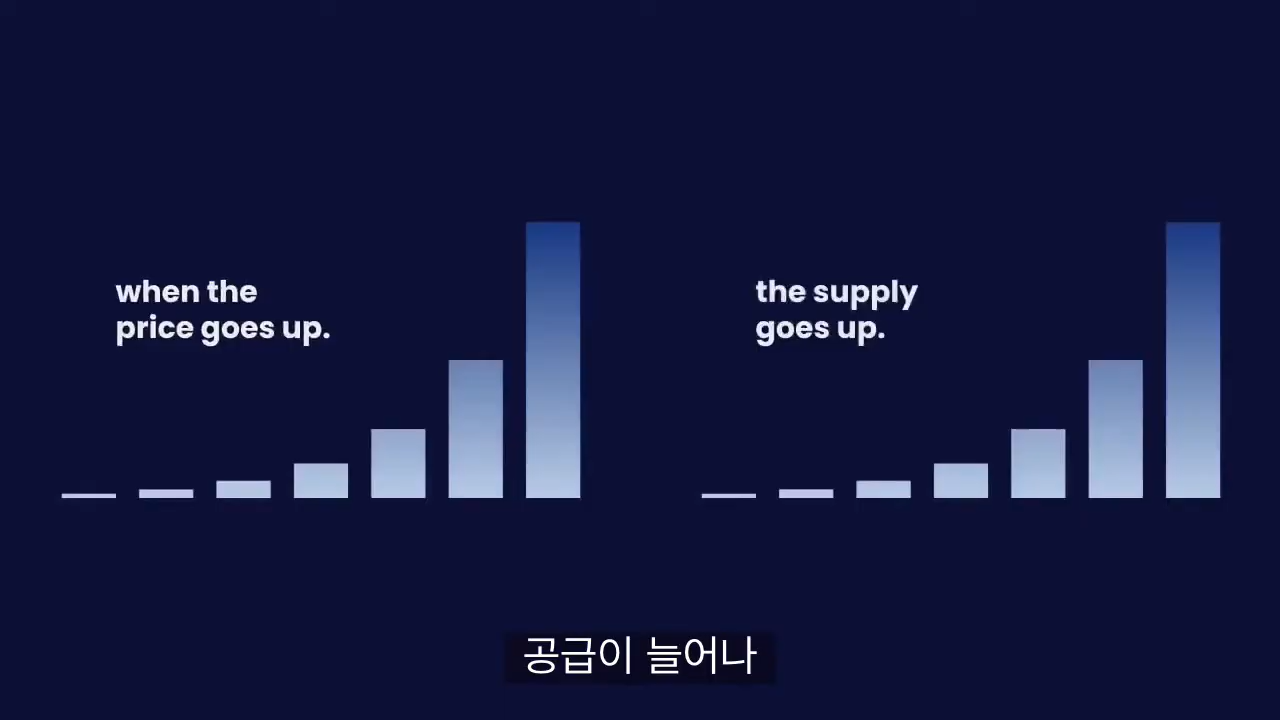 when the
price goes up.
the supply
goes up.
공급이 늘어나